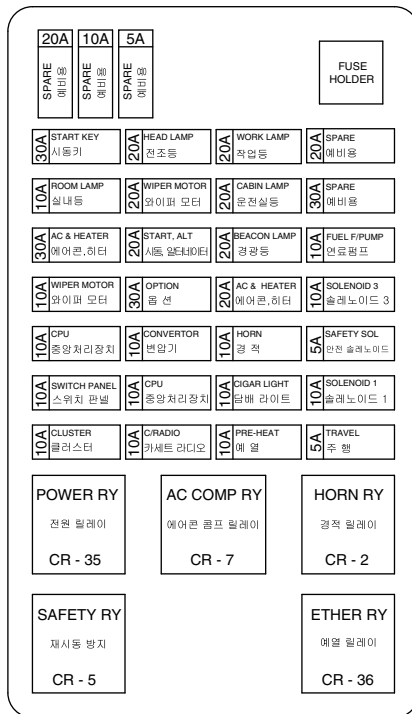 20A 10A 5A
SPARE 예비용
SPARE 예비용
SPARE 예비용
FUSE
HOLDER
30A START KEY
시동키
20A HEAD LAMP
전조등
20A WORK LAMP
작업등
20A SPARE
예비용
10A ROOM LAMP
실내등
20A WIPER MOTOR
와이퍼 모터
20A CABIN LAMP
운전실등
30A SPARE
예비용
30A AC & HEATER
에어콘,히터
20A START, ALT
시동, 알터네이터
20A BEACON LAMP
경광등
10A FUEL F/PUMP
연료펌프
10A WIPER MOTOR
와이퍼 모터
30A OPTION
옵 션
20A AC & HEATER
에어콘,히터
10A SOLENOID 3
솔레노이드 3
10A CPU
중앙처리장치
10A CONVERTOR
변압기
10A HORN
경 적
5A SAFETY SOL
안전 솔레노이드
10A SWITCH PANEL
스위치 판넬
10A CPU
중앙처리장치
10A CIGAR LIGHT
담배 라이트
10A SOLENOID 1
솔레노이드 1
10A CLUSTER
클러스터
10A C/RADIO
카세트 라디오
10A PRE-HEAT
예 열
5A TRAVEL
주 행
POWER RY
전원 릴레이
CR - 35
AC COMP RY
에어콘 콤프 릴레이
CR - 7
HORN RY
경적 릴레이
CR - 2
SAFETY RY
재시동 방지
CR - 5
ETHER RY
예열 릴레이
CR - 36